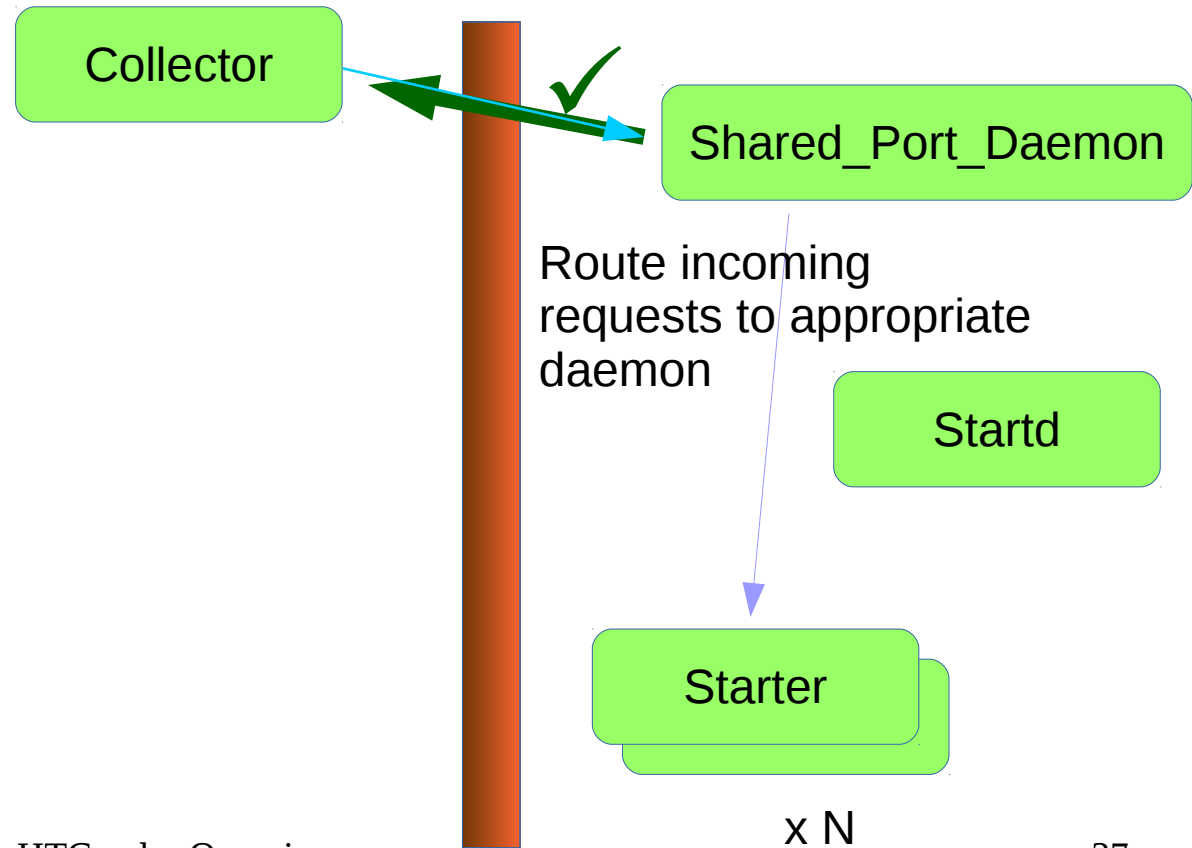 Collector
Shared_Port_Daemon
Route incoming
requests to appropriate
daemon
Startd
Starter
x N